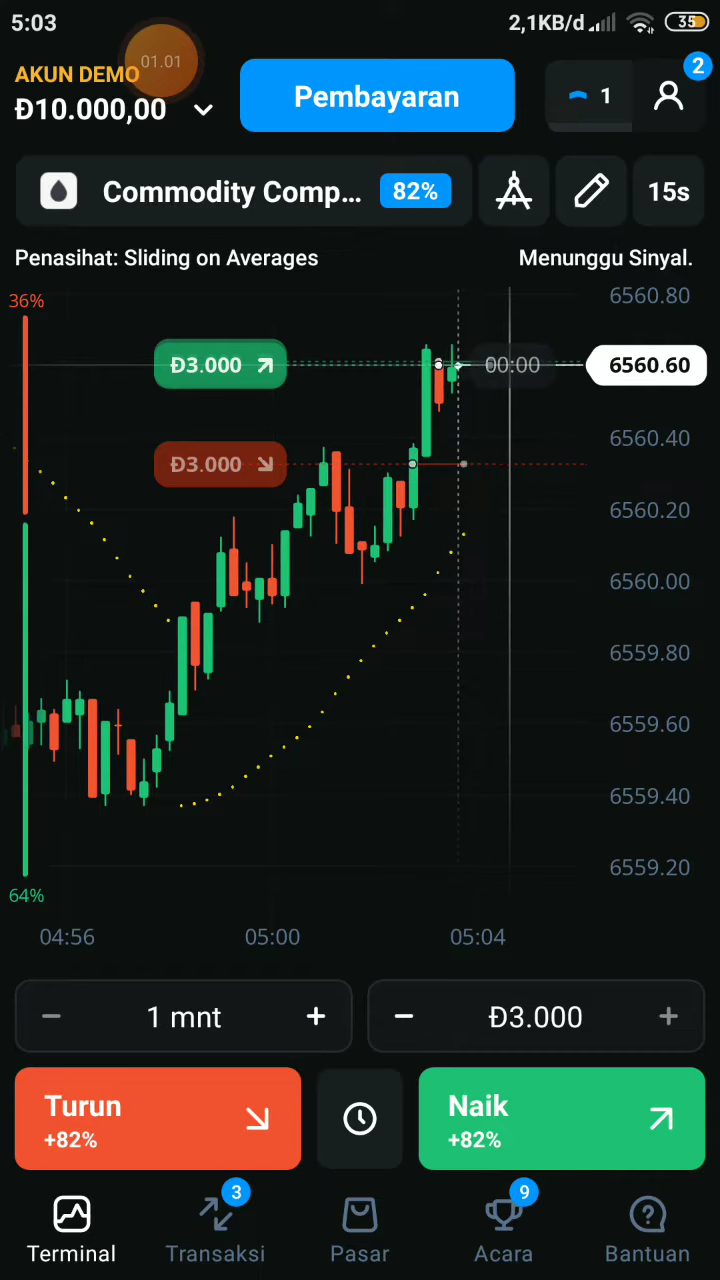 5:03
2,1KB/d
35
01.01
AKUN DEMO
Đ10.000,00
Pembayaran
1
2
Commodity Comp...
82%
15s
Penasihat: Sliding on Averages
Menunggu Sinyal.
36%
6560.80
Đ3.000
00:00
6560.60
6560.40
Đ3.000
6560.20
6560.00
6559.80
6559.60
6559.40
6559.20
64%
04:56
05:00
05:04
− 1 mnt +
− Đ3.000 +
Turun
+82%
Naik
+82%
3
9
Terminal
Transaksi
Pasar
Acara
Bantuan